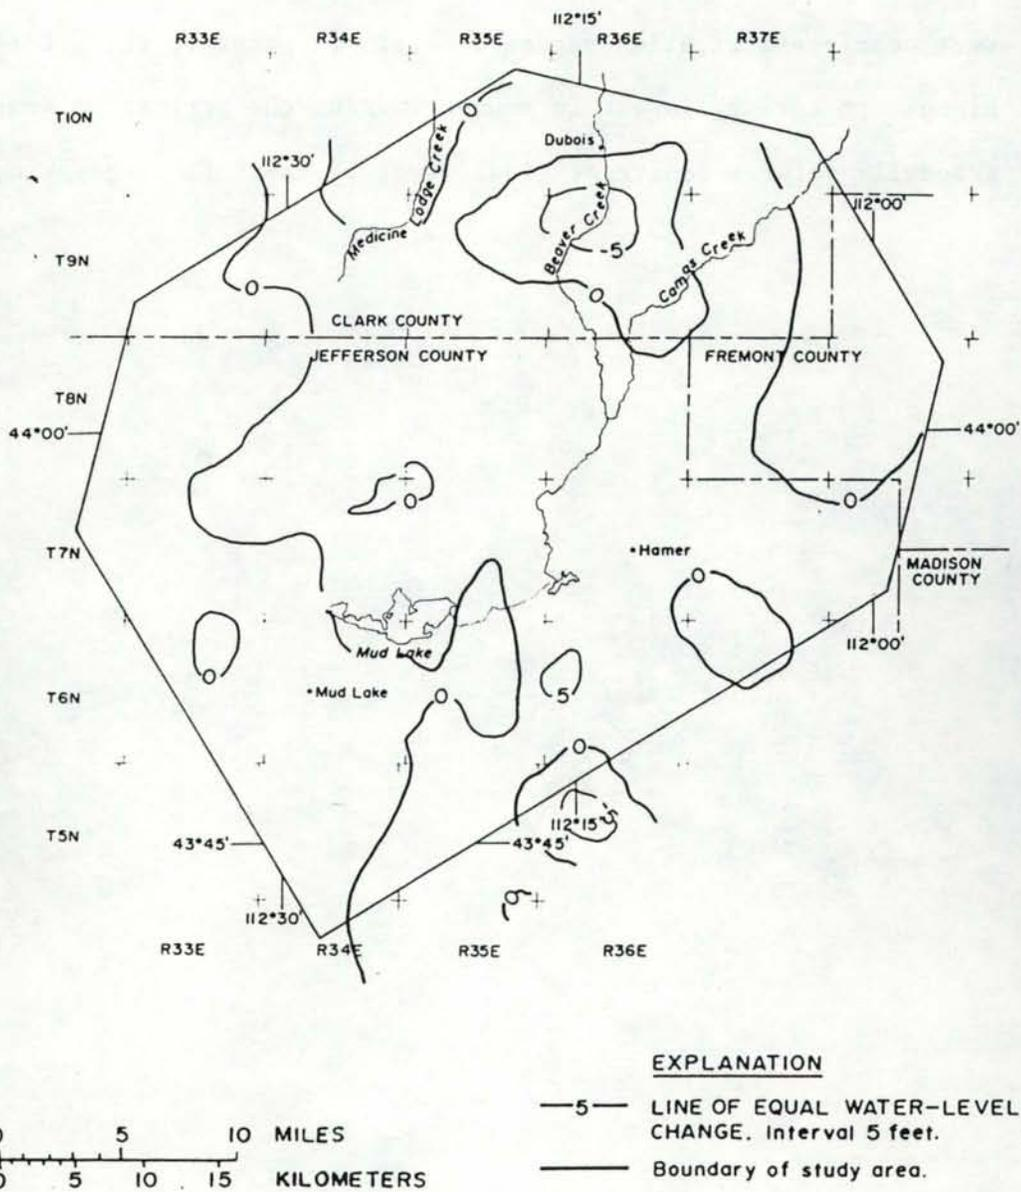 112°15'
R33E R34E R35E R36E R37E
T10N
Dubois
112°30'
Lodge Creek
Medicine
Beaver Creek
112°00'
Camas Creek
-5
T9N
0
0
0
CLARK COUNTY
JEFFERSON COUNTY
FREMONT COUNTY
T8N
44°00'
44°00'
0
0
T7N
Hamer
MADISON COUNTY
0
112°00'
Mud Lake
0
T6N
Mud Lake
0
5
0
112°15'
-5
T5N
43°45'
43°45'
0
112°30'
R33E R34E R35E R36E
EXPLANATION
5 LINE OF EQUAL WATER-LEVEL
CHANGE. Interval 5 feet.
Boundary of study area.
0 5 10 MILES
5 10 15 KILOMETERS